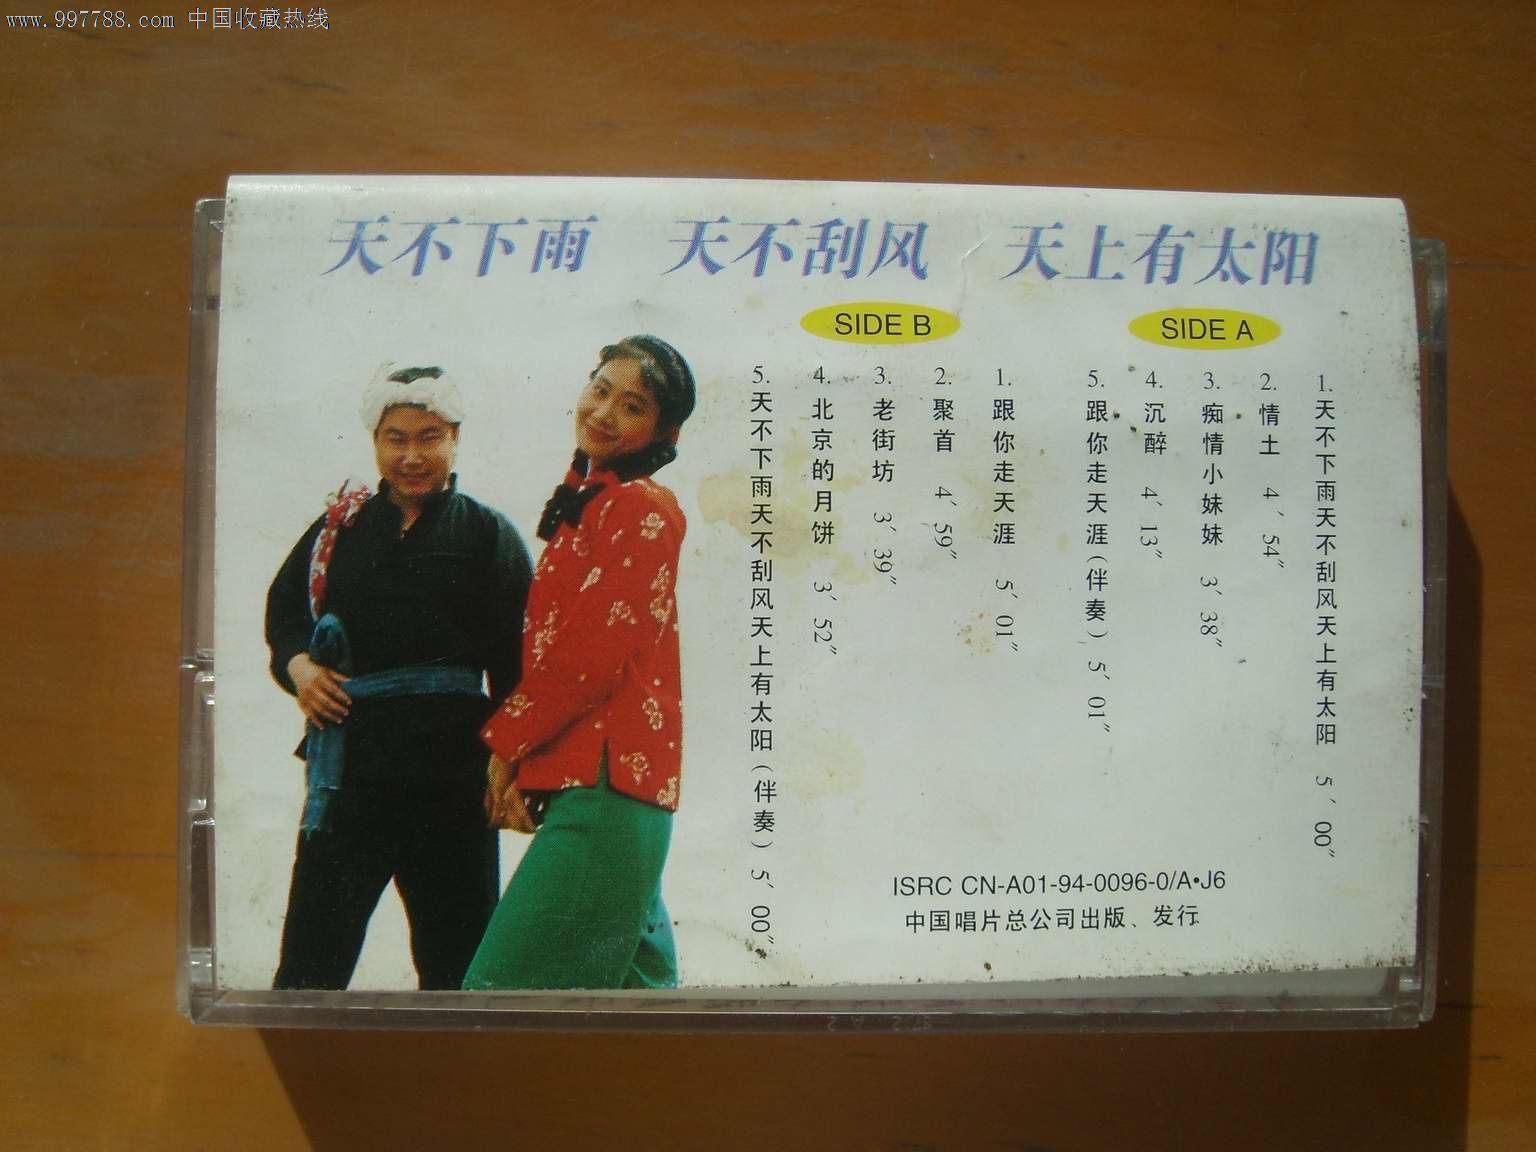 www.997788.com 中国收藏热线
天不下雨 天不刮风 天上有太阳
SIDE A
1. 天不下雨天不刮风天上有太阳 5′00″
2. 情土 4′54″
3. 痴情小妹妹 3′38″
4. 沉醉 4′13″
5. 跟你走天涯(伴奏) 5′01″
SIDE B
1. 跟你走天涯 5′01″
2. 聚首 4′59″
3. 老街坊 3′39″
4. 北京的月饼 3′52″
5. 天不下雨天不刮风天上有太阳(伴奏) 5′00″
ISRC CN-A01-94-0096-0/A•J6
中国唱片总公司出版、发行